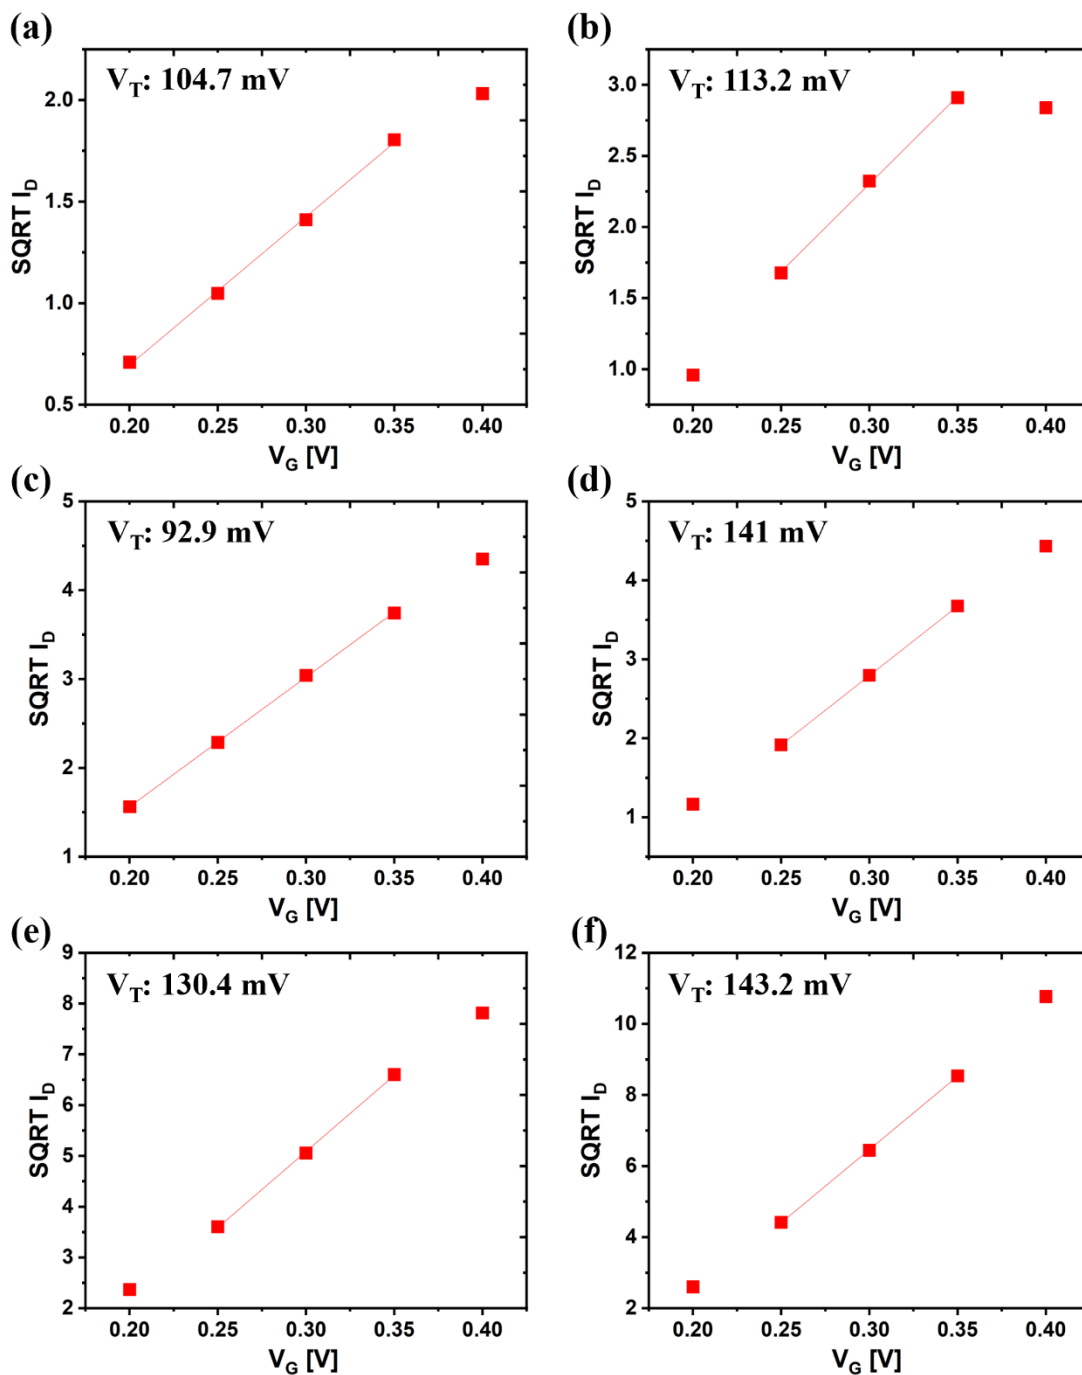 (a)
V_T: 104.7 mV
2.0
1.5
1.0
0.5
SQRT I_D
0.20 0.25 0.30 0.35 0.40
V_G [V]
(b)
V_T: 113.2 mV
3.0
2.5
2.0
1.5
1.0
SQRT I_D
0.20 0.25 0.30 0.35 0.40
V_G [V]
(c)
V_T: 92.9 mV
5
4
3
2
1
SQRT I_D
0.20 0.25 0.30 0.35 0.40
V_G [V]
(d)
V_T: 141 mV
5
4
3
2
1
SQRT I_D
0.20 0.25 0.30 0.35 0.40
V_G [V]
(e)
V_T: 130.4 mV
9
8
7
6
5
4
3
2
SQRT I_D
0.20 0.25 0.30 0.35 0.40
V_G [V]
(f)
V_T: 143.2 mV
12
10
8
6
4
2
SQRT I_D
0.20 0.25 0.30 0.35 0.40
V_G [V]